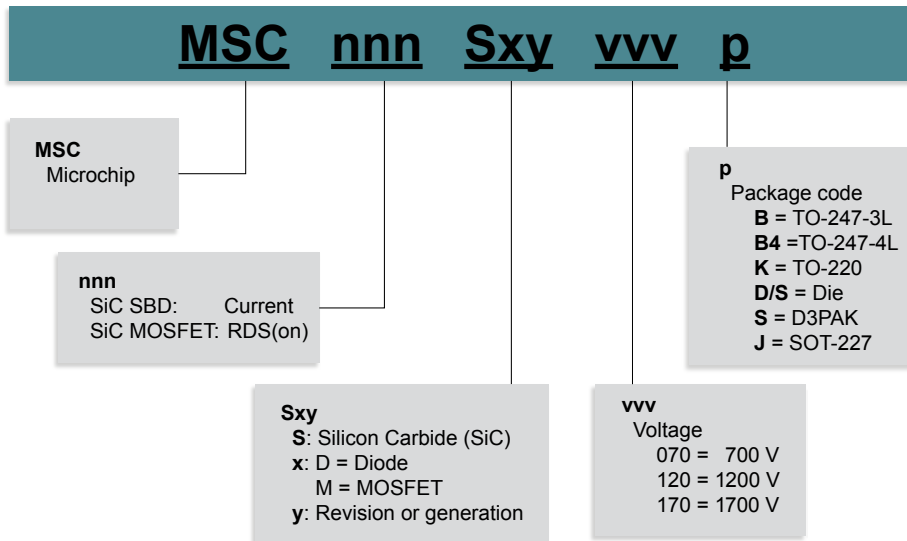 MSC nnn Sxy vvv p
MSC
Microchip
nnn
SiC SBD: Current
SiC MOSFET: RDS(on)
Sxy
S: Silicon Carbide (SiC)
x: D = Diode
M = MOSFET
y: Revision or generation
vvv
Voltage
070 = 700 V
120 = 1200 V
170 = 1700 V
p
Package code
B = TO-247-3L
B4 =TO-247-4L
K = TO-220
D/S = Die
S = D3PAK
J = SOT-227